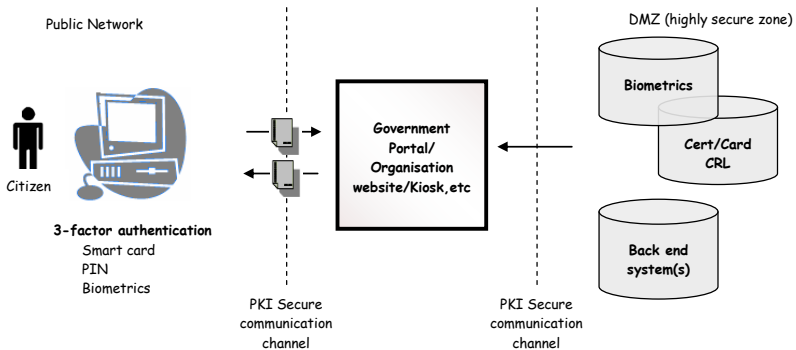 Public Network
DMZ (highly secure zone)
Biometrics
Cert/Card
CRL
Government
Portal/
Organisation
website/Kiosk,etc
Citizen
3-factor authentication
Smart card
PIN
Biometrics
Back end
system(s)
PKI Secure
communication
channel
PKI Secure
communication
channel